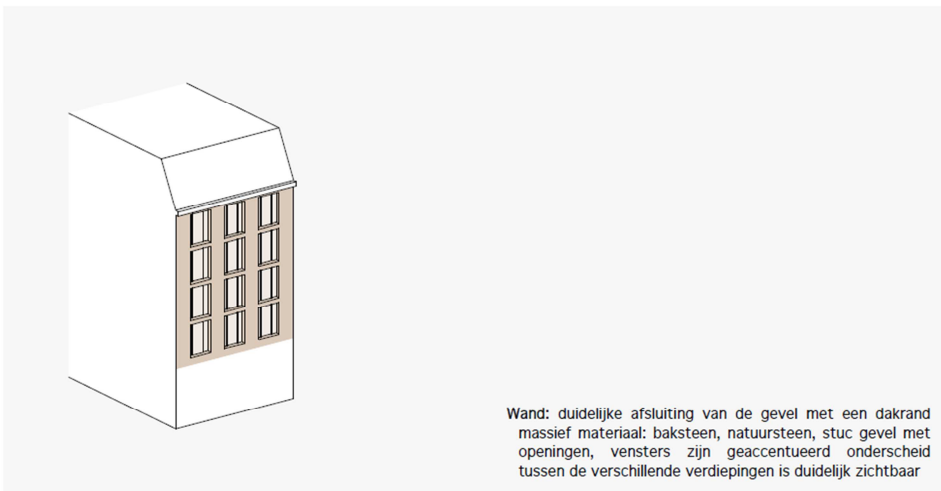 Wand: duidelijke afsluiting van de gevel met een dakrand
massief materiaal: baksteen, natuursteen, stuc gevel met
openingen, vensters zijn geaccentueerd onderscheid
tussen de verschillende verdiepingen is duidelijk zichtbaar